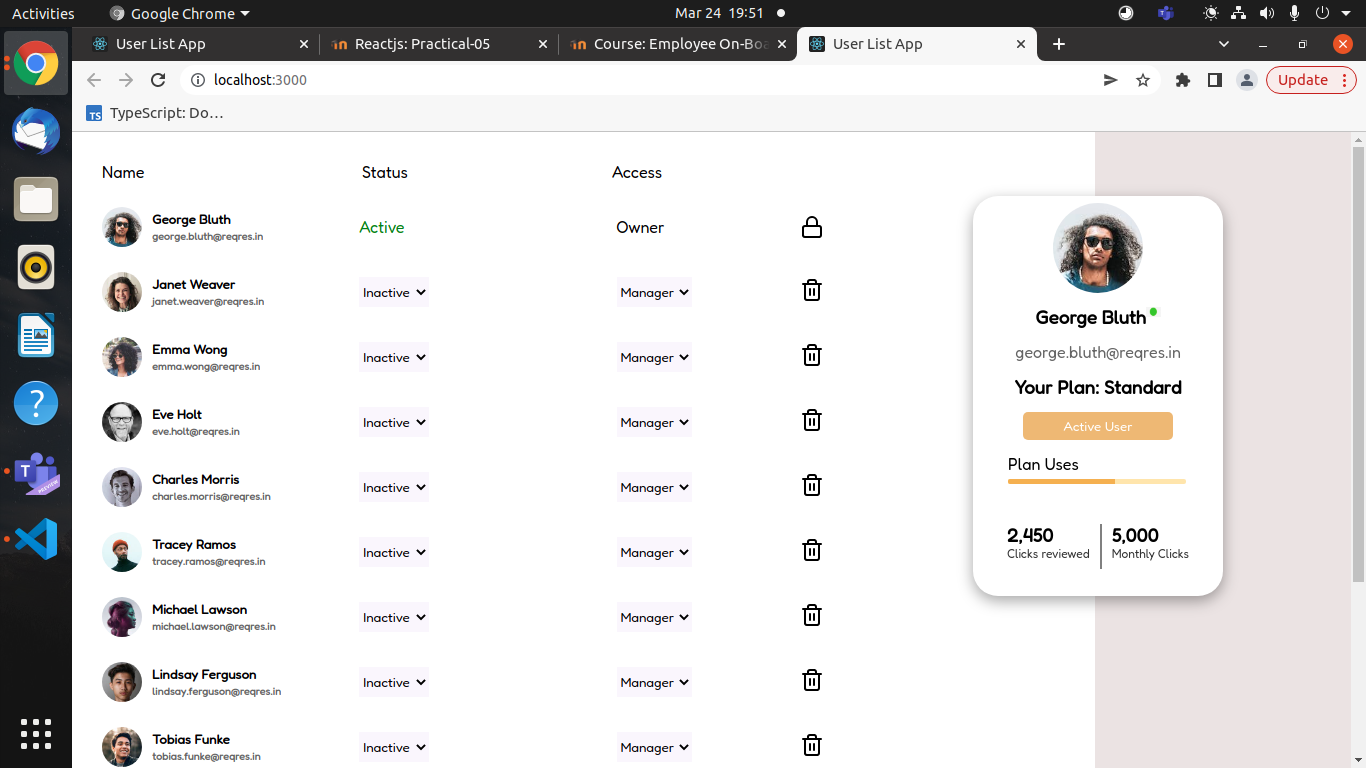 Activities
Google Chrome
Mar 24 19:51
User List App
Reactjs: Practical-05
Course: Employee On-Boa
User List App
localhost:3000
Update
TS
TypeScript: Do…
Name Status Access
George Bluth
george.bluth@reqres.in
Active
Owner
Janet Weaver
janet.weaver@reqres.in
Inactive
Manager
Emma Wong
emma.wong@reqres.in
Inactive
Manager
Eve Holt
eve.holt@reqres.in
Inactive
Manager
Charles Morris
charles.morris@reqres.in
Inactive
Manager
Tracey Ramos
tracey.ramos@reqres.in
Inactive
Manager
Michael Lawson
michael.lawson@reqres.in
Inactive
Manager
Lindsay Ferguson
lindsay.ferguson@reqres.in
Inactive
Manager
Tobias Funke
tobias.funke@reqres.in
Inactive
Manager
George Bluth
george.bluth@reqres.in
Your Plan: Standard
Active User
Plan Uses
2,450
Clicks reviewed
5,000
Monthly Clicks
T
PREVIEW
?